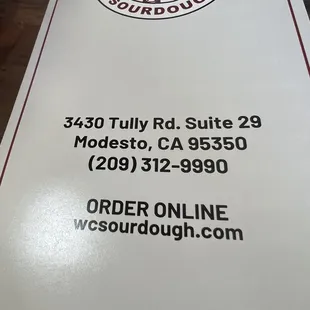 SOURDOUGH
3430 Tully Rd. Suite 29
Modesto, CA 95350
(209) 312-9990
ORDER ONLINE
wcsourdough.com